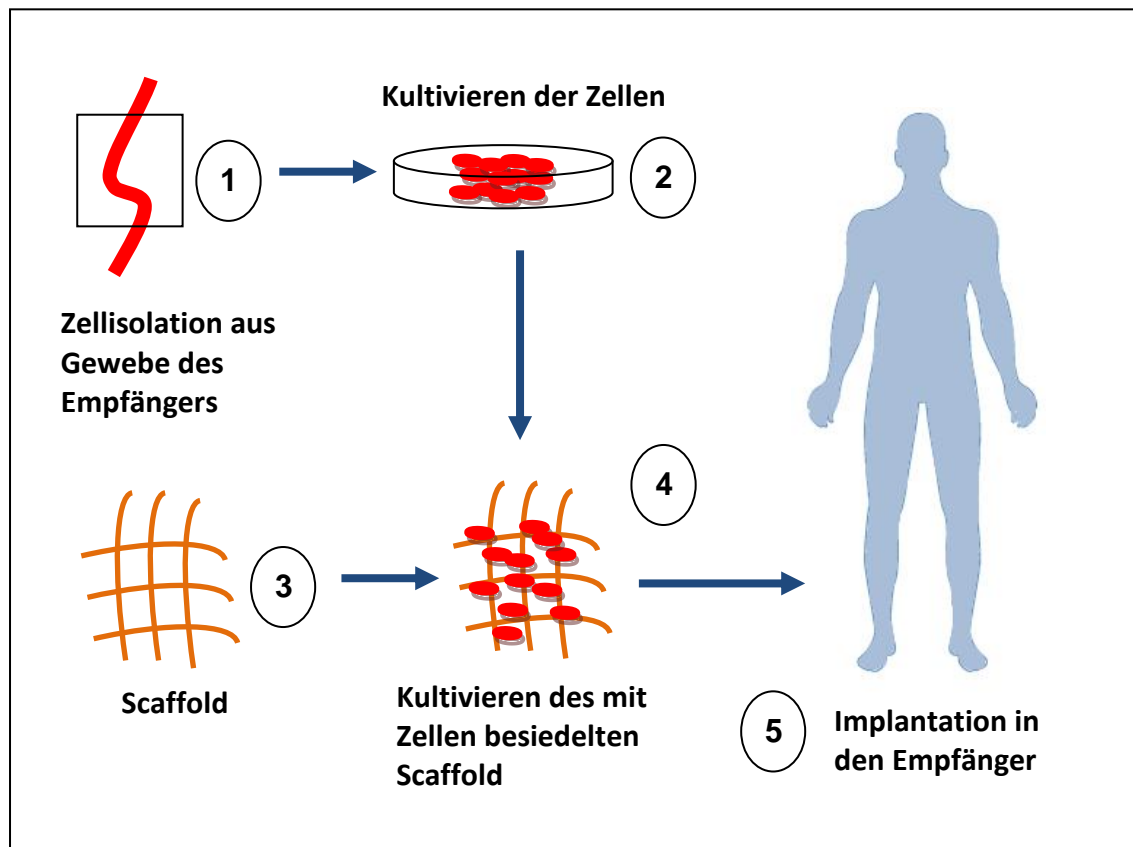 Kultivieren der Zellen
1
2
Zellisolation aus
Gewebe des
Empfängers
4
3
Scaffold
Kultivieren des mit
Zellen besiedelten
Scaffold
5
Implantation in
den Empfänger